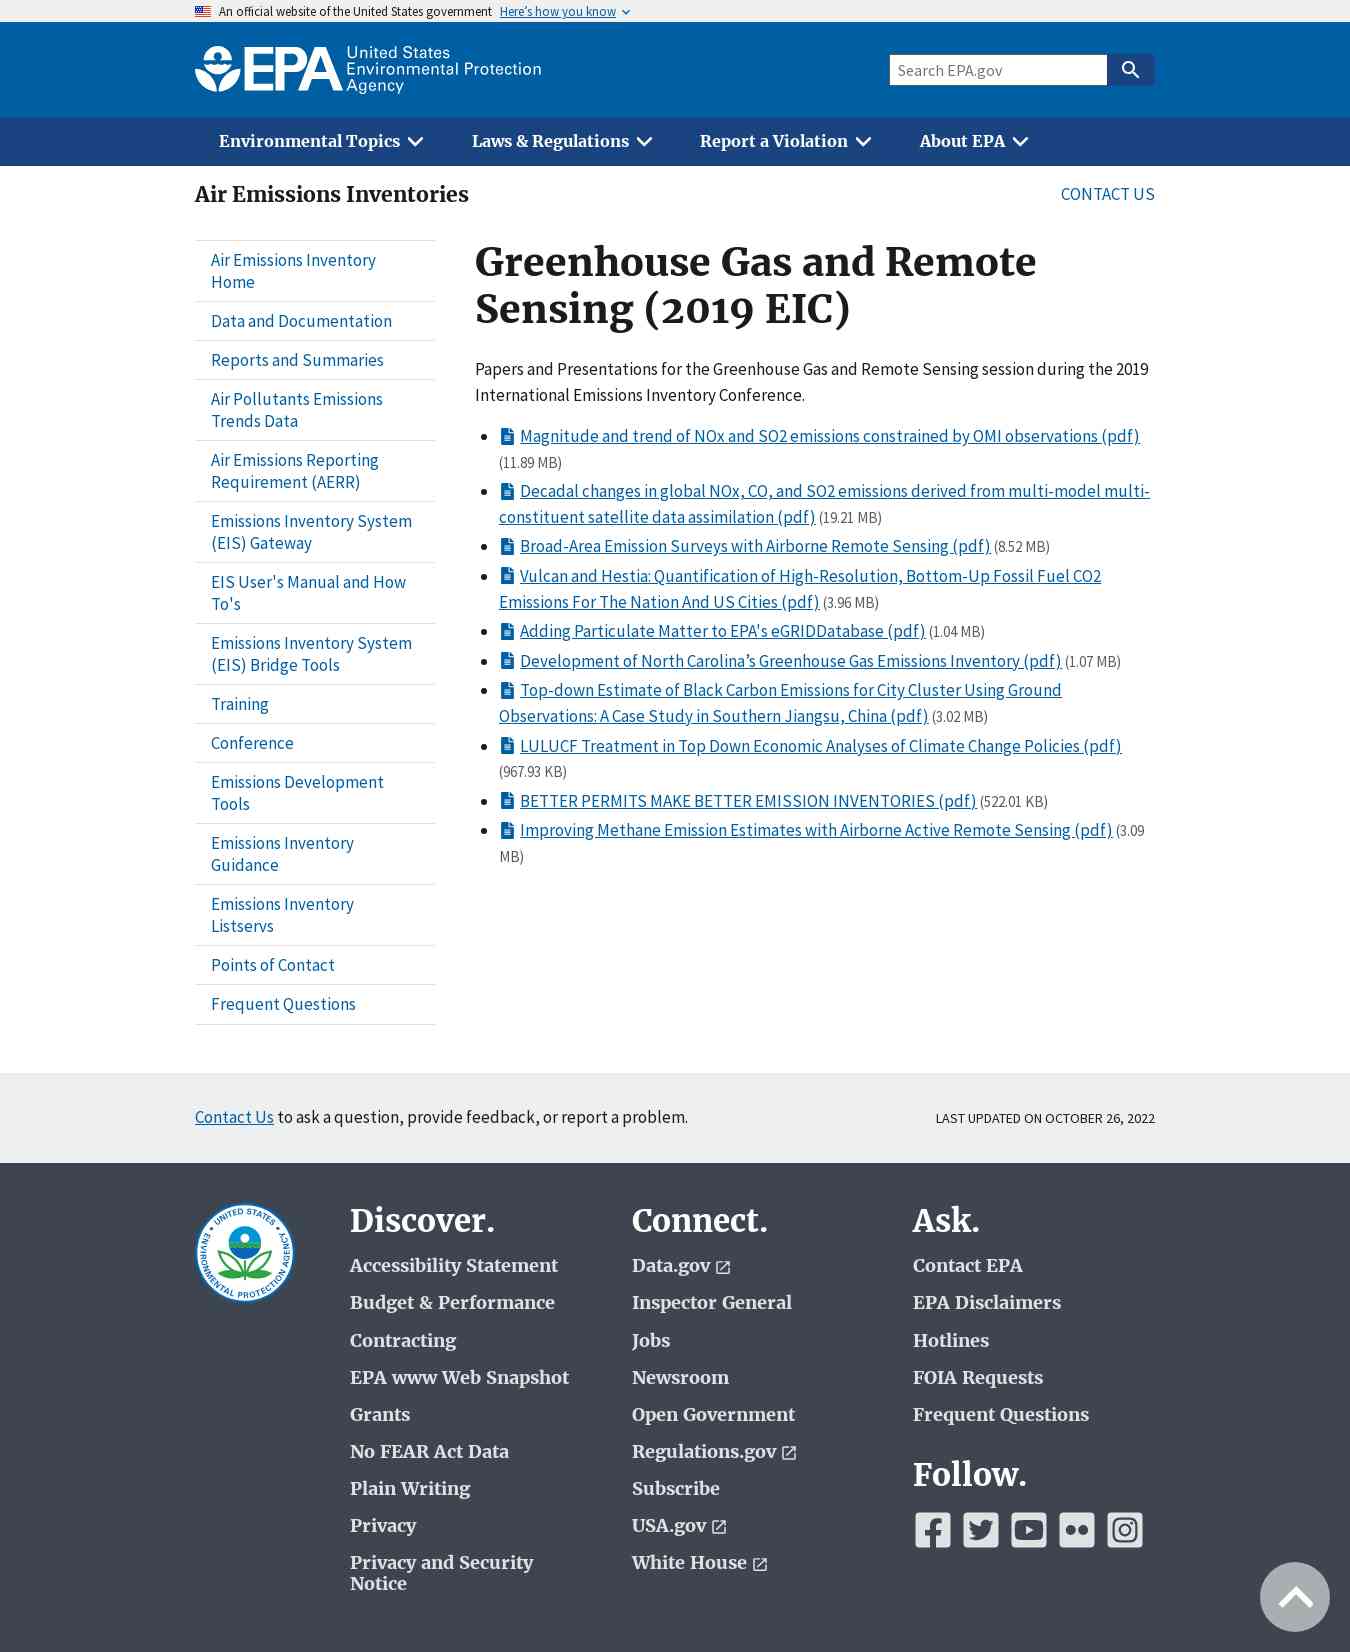 An official website of the United States government Here's how you know
EPA United States
Environmental Protection
Agency
Search EPA.gov
Environmental Topics
Laws & Regulations
Report a Violation
About EPA
Air Emissions Inventories
CONTACT US
Air Emissions Inventory
Home
Data and Documentation
Reports and Summaries
Air Pollutants Emissions
Trends Data
Air Emissions Reporting
Requirement (AERR)
Emissions Inventory System
(EIS) Gateway
EIS User's Manual and How
To's
Emissions Inventory System
(EIS) Bridge Tools
Training
Conference
Emissions Development
Tools
Emissions Inventory
Guidance
Emissions Inventory
Listservs
Points of Contact
Frequent Questions
Greenhouse Gas and Remote
Sensing (2019 EIC)
Papers and Presentations for the Greenhouse Gas and Remote Sensing session during the 2019
International Emissions Inventory Conference.
Magnitude and trend of NOx and SO2 emissions constrained by OMI observations (pdf)
(11.89 MB)
Decadal changes in global NOx, CO, and SO2 emissions derived from multi-model multi-
constituent satellite data assimilation (pdf) (19.21 MB)
Broad-Area Emission Surveys with Airborne Remote Sensing (pdf) (8.52 MB)
Vulcan and Hestia: Quantification of High-Resolution, Bottom-Up Fossil Fuel CO2
Emissions For The Nation And US Cities (pdf) (3.96 MB)
Adding Particulate Matter to EPA's eGRIDDatabase (pdf) (1.04 MB)
Development of North Carolina’s Greenhouse Gas Emissions Inventory (pdf) (1.07 MB)
Top-down Estimate of Black Carbon Emissions for City Cluster Using Ground
Observations: A Case Study in Southern Jiangsu, China (pdf) (3.02 MB)
LULUCF Treatment in Top Down Economic Analyses of Climate Change Policies (pdf)
(967.93 KB)
BETTER PERMITS MAKE BETTER EMISSION INVENTORIES (pdf) (522.01 KB)
Improving Methane Emission Estimates with Airborne Active Remote Sensing (pdf) (3.09
MB)
Contact Us to ask a question, provide feedback, or report a problem.
LAST UPDATED ON OCTOBER 26, 2022
UNITED STATES
ENVIRONMENTAL PROTECTION AGENCY
Discover.
Accessibility Statement
Budget & Performance
Contracting
EPA www Web Snapshot
Grants
No FEAR Act Data
Plain Writing
Privacy
Privacy and Security
Notice
Connect.
Data.gov
Inspector General
Jobs
Newsroom
Open Government
Regulations.gov
Subscribe
USA.gov
White House
Ask.
Contact EPA
EPA Disclaimers
Hotlines
FOIA Requests
Frequent Questions
Follow.